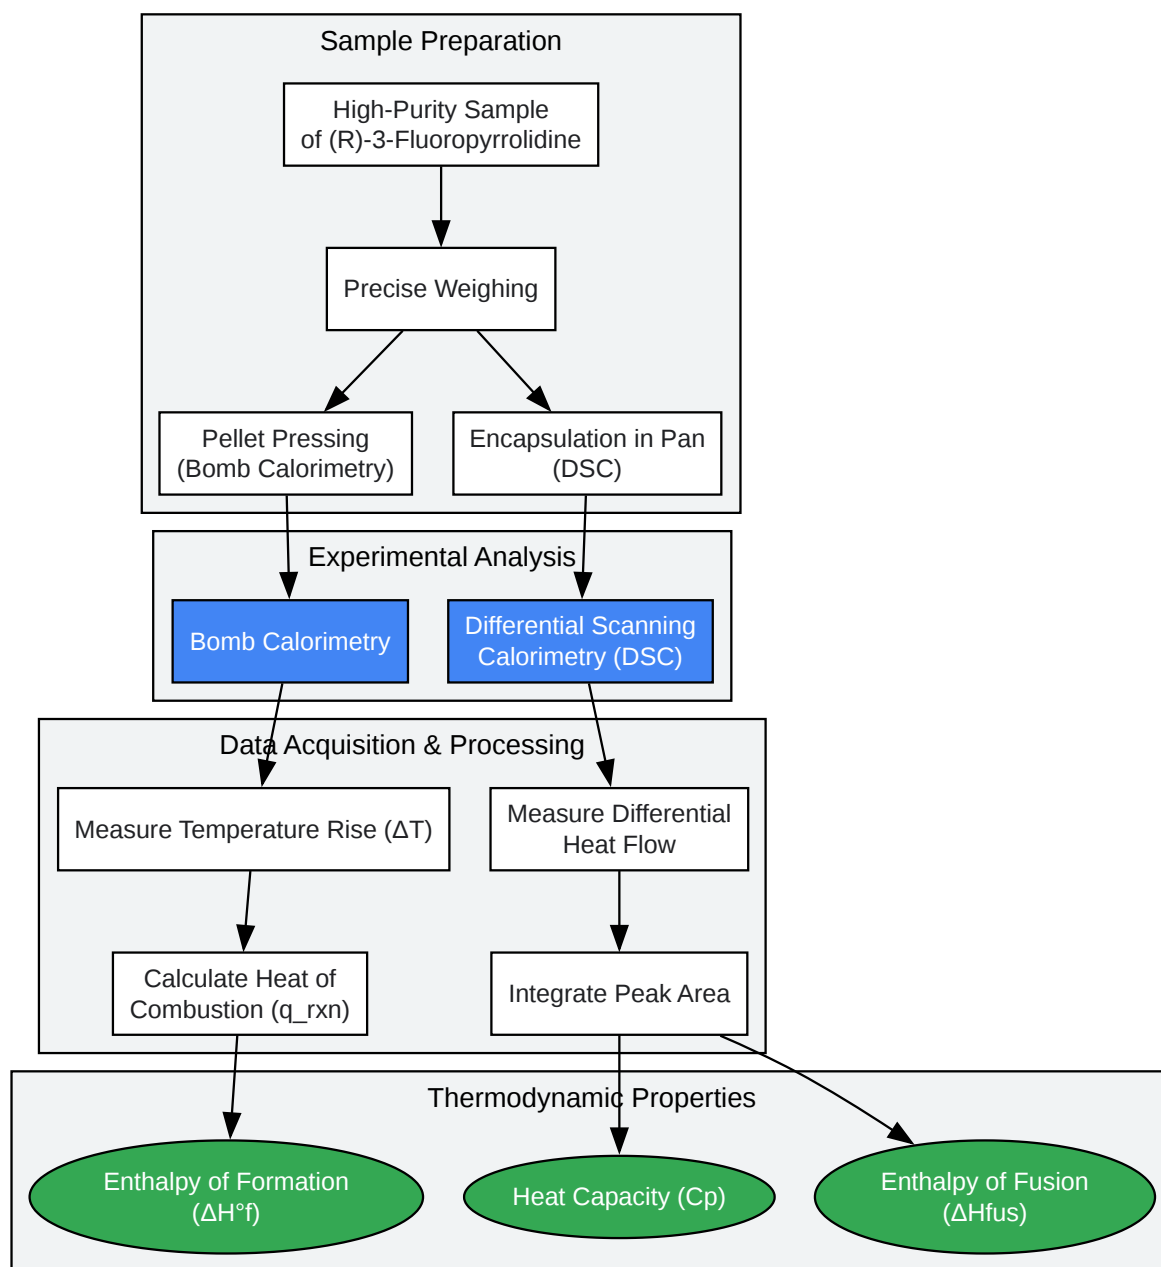 Sample Preparation
High-Purity Sample
of (R)-3-Fluoropyrrolidine
Precise Weighing
Pellet Pressing
(Bomb Calorimetry)
Encapsulation in Pan
(DSC)
Experimental Analysis
Bomb Calorimetry
Differential Scanning
Calorimetry (DSC)
Data Acquisition & Processing
Measure Temperature Rise (ΔT)
Measure Differential
Heat Flow
Calculate Heat of
Combustion (q_rxn)
Integrate Peak Area
Thermodynamic Properties
Enthalpy of Formation
(ΔH°f)
Heat Capacity (Cp)
Enthalpy of Fusion
(ΔHfus)